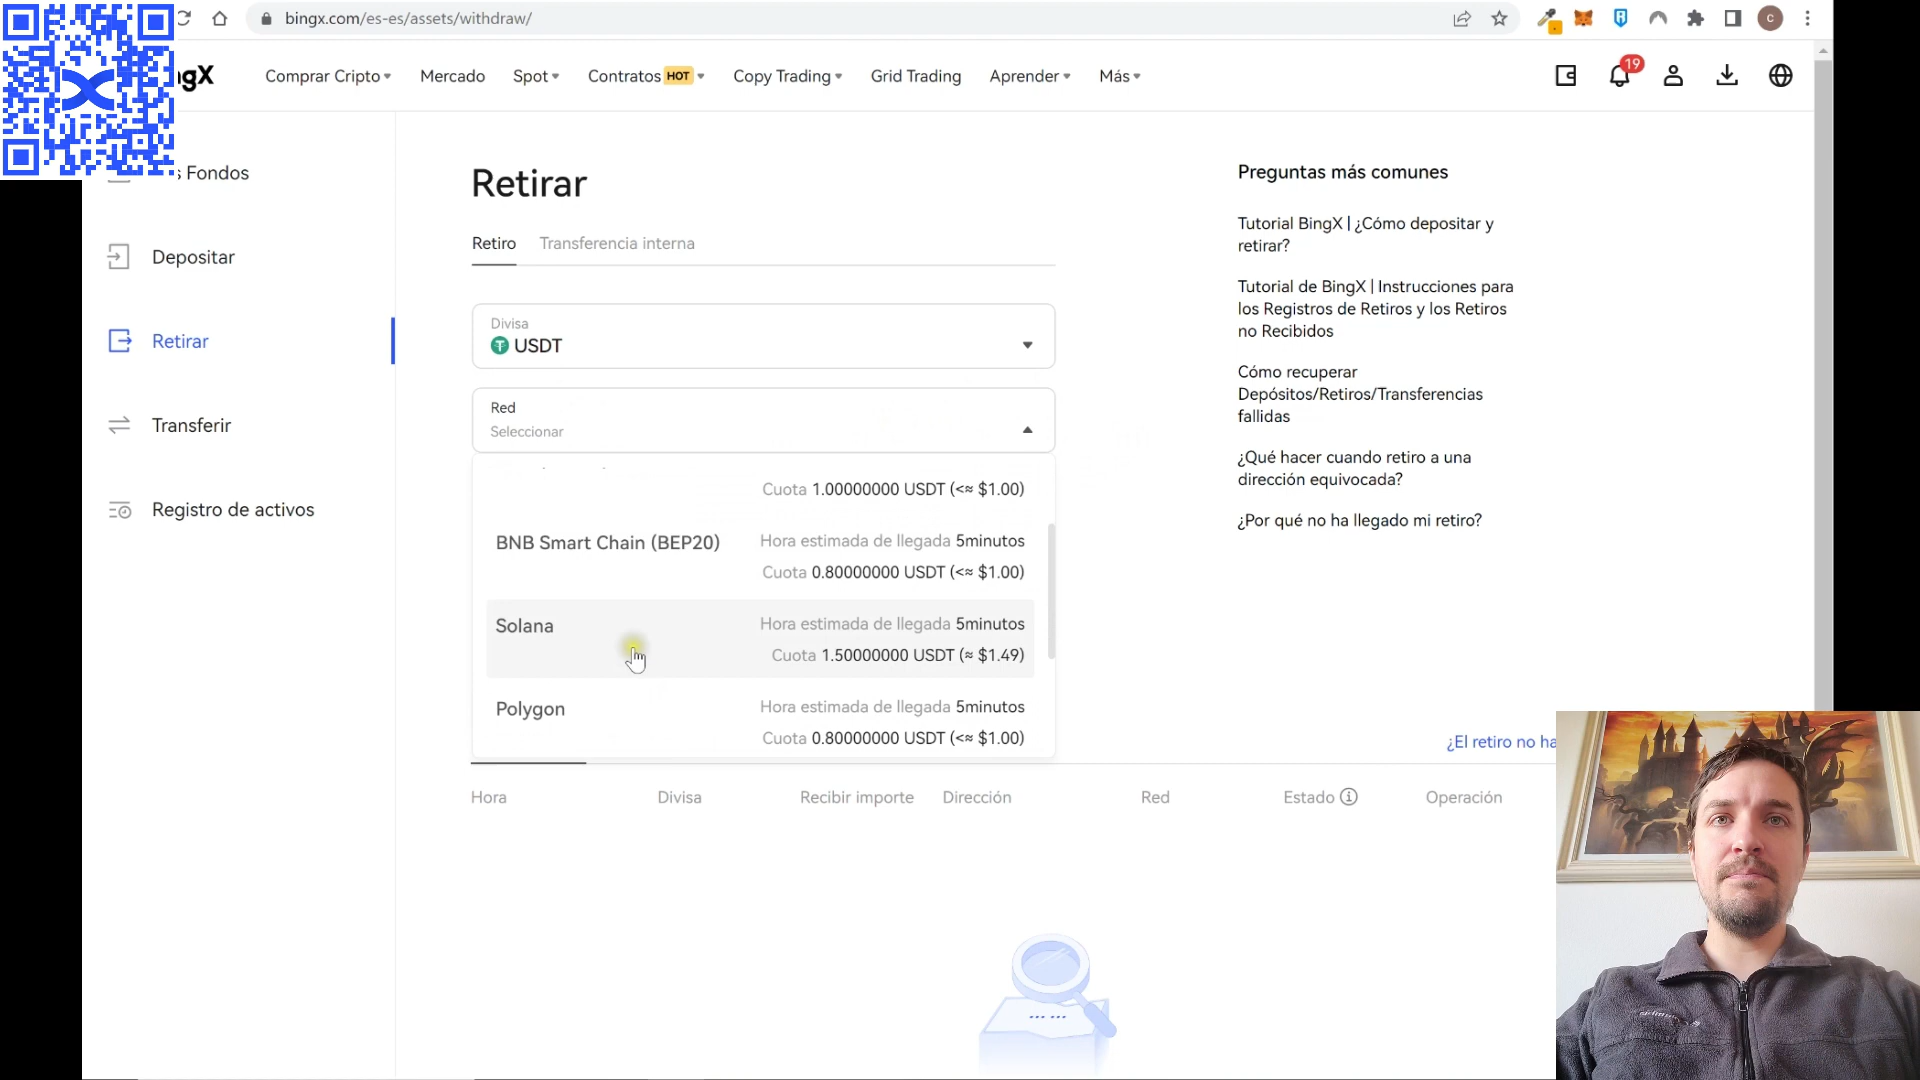 bingx.com/es-es/assets/withdraw/
C
Comprar Cripto
Mercado
Spot
Contratos HOT
Copy Trading
Grid Trading
Aprender
Más
19
Fondos
Depositar
Retirar
Transferir
Registro de activos
Retirar
Retiro
Transferencia interna
Divisa
USDT
Red
Seleccionar
Cuota 1.00000000 USDT (<≈ $1.00)
BNB Smart Chain (BEP20)
Hora estimada de llegada 5minutos
Cuota 0.80000000 USDT (<≈ $1.00)
Solana
Hora estimada de llegada 5minutos
Cuota 1.50000000 USDT (≈ $1.49)
Polygon
Hora estimada de llegada 5minutos
Cuota 0.80000000 USDT (<≈ $1.00)
Preguntas más comunes
Tutorial BingX | ¿Cómo depositar y
retirar?
Tutorial de BingX | Instrucciones para
los Registros de Retiros y los Retiros
no Recibidos
Cómo recuperar
Depósitos/Retiros/Transferencias
fallidas
¿Qué hacer cuando retiro a una
dirección equivocada?
¿Por qué no ha llegado mi retiro?
¿El retiro no ha
Hora
Divisa
Recibir importe
Dirección
Red
Estado
Operación